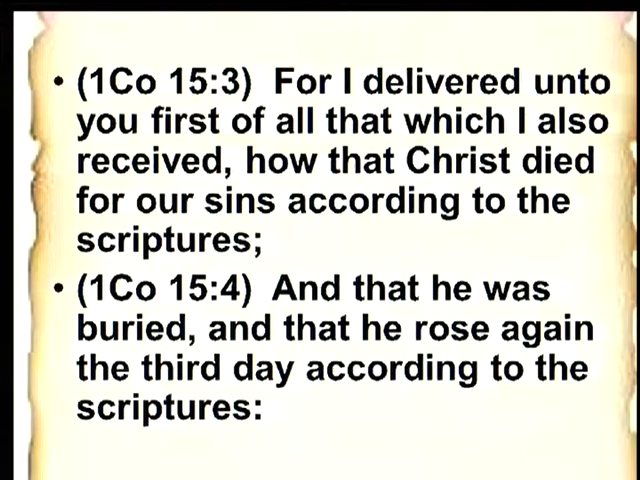 • (1Co 15:3)  For I delivered unto
you first of all that which I also
received, how that Christ died
for our sins according to the
scriptures;
• (1Co 15:4)  And that he was
buried, and that he rose again
the third day according to the
scriptures: